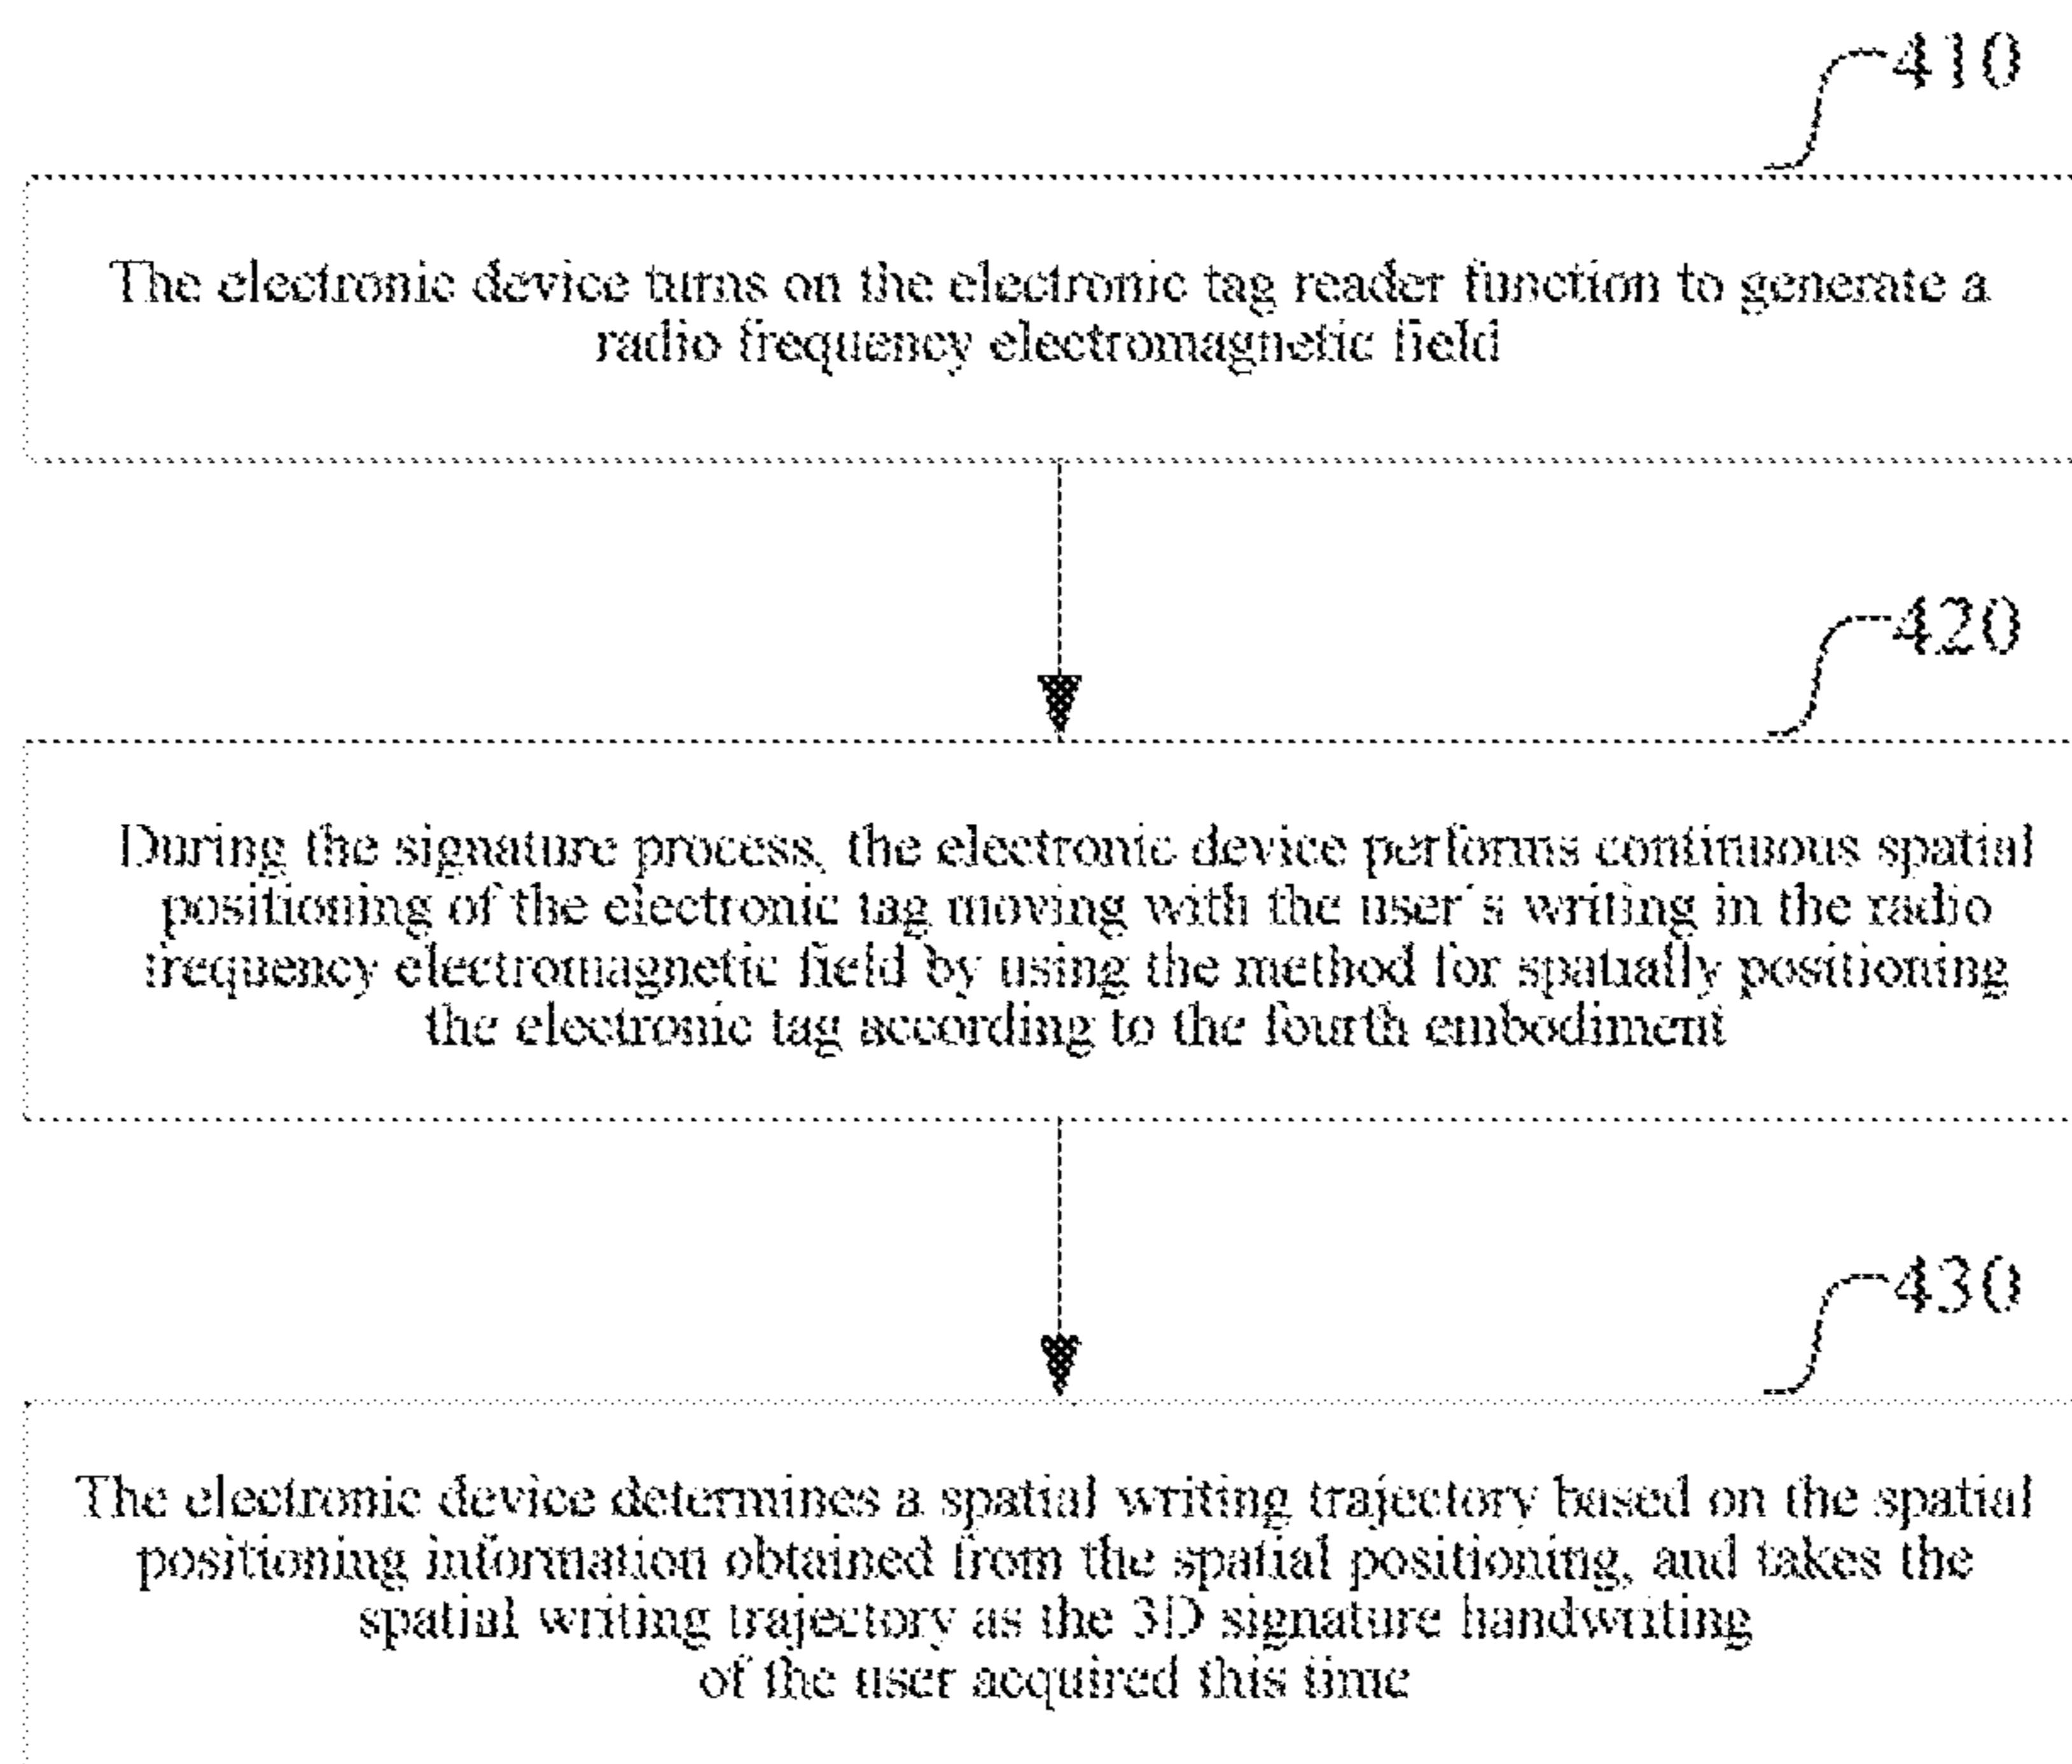 410
The electronic device turns on the electronic tag reader function to generate a
radio frequency electromagnetic field
420
During the signature process, the electronic device performs continuous spatial
positioning of the electronic tag moving with the user's writing in the radio
frequency electromagnetic field by using the method for spatially positioning
the electronic tag according to the fourth embodiment
430
The electronic device determines a spatial writing trajectory based on the spatial
positioning information obtained from the spatial positioning, and takes the
spatial writing trajectory as the 3D signature handwriting
of the user acquired this time